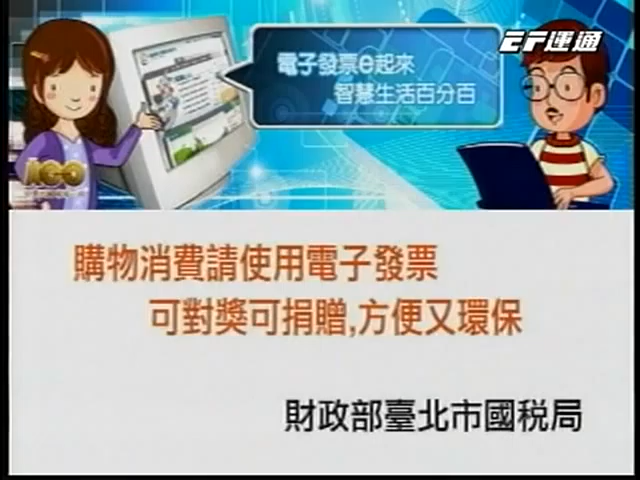 EF運通
電子發票e起來
智慧生活百分百
購物消費請使用電子發票
可對獎可捐贈,方便又環保
財政部臺北市國稅局